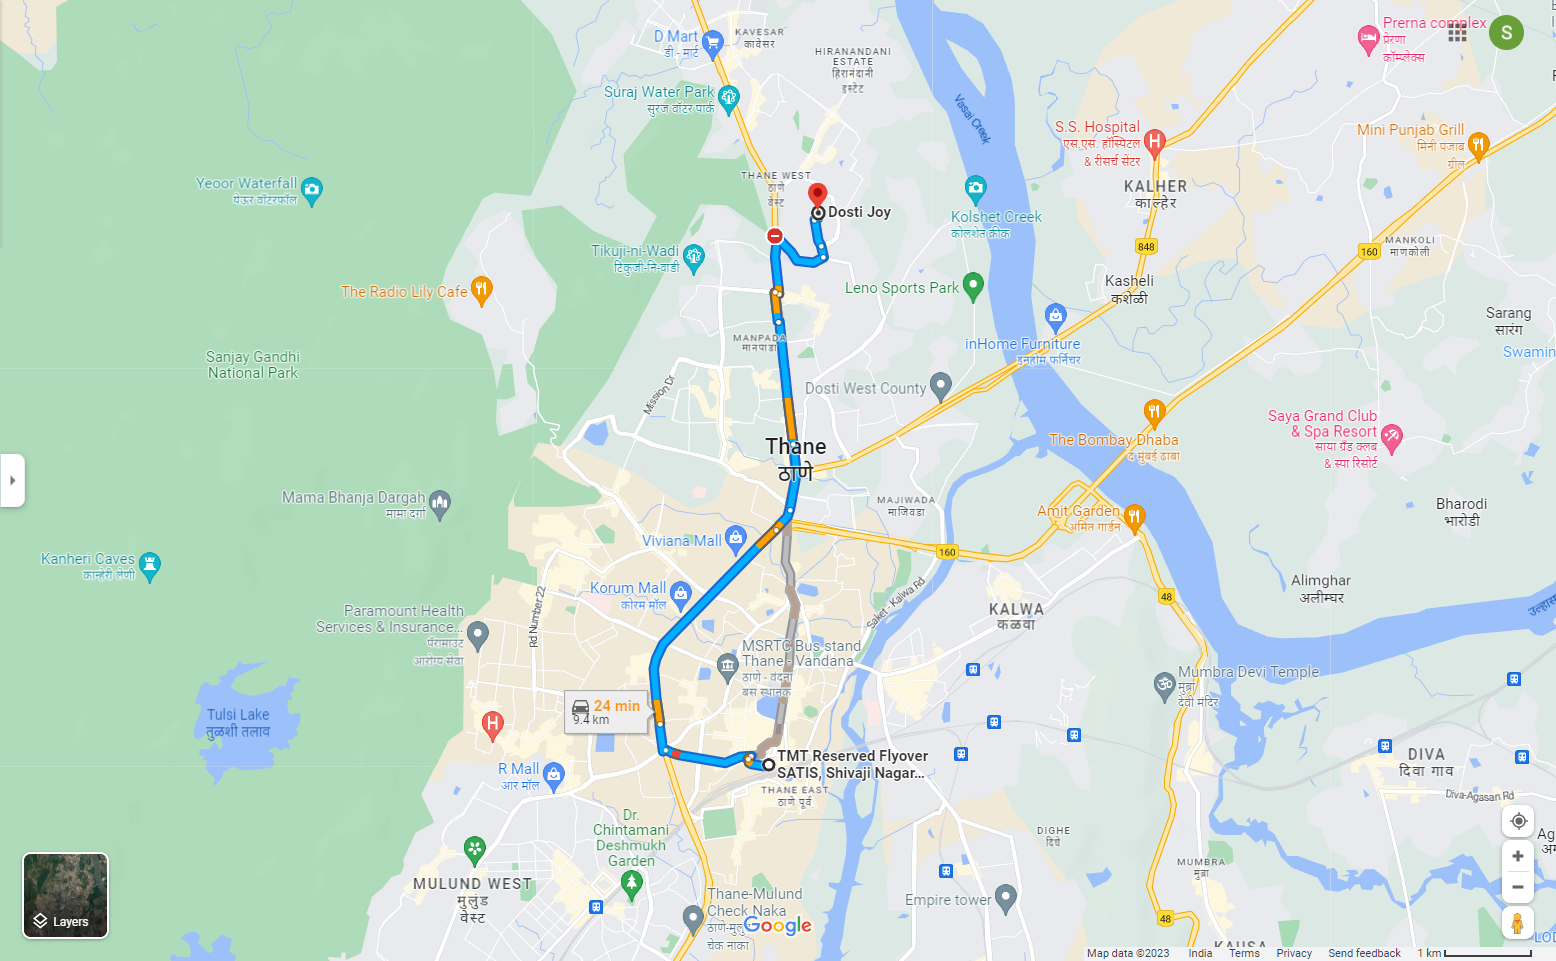 D Mart
डी - मार्ट
KAVESAR
कावेसर
HIRANANDANI
ESTATE
हिरानंदानी
इस्टेट
Prerna complex
प्रेरणा
कॉम्प्लेक्स
S
Suraj Water Park
सुरज वॉटर पार्क
Vasai Creek
S.S. Hospital
एस.एस. हॉस्पिटल
& रीसर्च सेंटर
Mini Punjab Grill
मिनी पंजाब
ग्रील
Yeoor Waterfall
येऊर वॉटरफॉल
THANE WEST
ठाणे
वेस्ट
Dosti Joy
KALHER
काल्हेर
Kolshet Creek
कोलशेत क्रीक
848
160
MANKOLI
माणकोली
Tikuji-ni-Wadi
टिकुजी-नि-वाडी
The Radio Lily Cafe
Leno Sports Park
Kasheli
कशेळी
Sarang
सारंग
Swamin
MANPADA
मानपाडा
inHome Furniture
इनहोम फर्निचर
Sanjay Gandhi
National Park
Mission Dr
Dosti West County
Saya Grand Club
& Spa Resort
साया ग्रँड क्लब
& स्पा रिसोर्ट
Thane
ठाणे
The Bombay Dhaba
द मुंबई ढाबा
Mama Bhanja Dargah
मामा दर्गा
MAJIWADA
माजिवडा
Bharodi
भारोडी
Amit Garden
अमित गार्डन
Viviana Mall
160
Kanheri Caves
कान्हेरी लेणी
Korum Mall
कोरम मॉल
Alimghar
अलीमघर
48
Paramount Health
Services & Insurance...
पॅरामाउंट
आरोग्य सेवा
Rd Number 22
Saket - Kalwa Rd
KALWA
कळवा
MSRTC Bus stand
Thane - Vandana
ठाणे - वंदना
बस स्थानक
Mumbra Devi Temple
मुंब्रा
देवी मंदिर
Tulsi Lake
तुळशी तलाव
24 min
9.4 km
TMT Reserved Flyover
SATIS, Shivaji Nagar...
R Mall
आर मॉल
THANE EAST
ठाणे पूर्व
DIVA
दिवा गाव
Diva-Agasan Rd
Dr.
Chintamani
Deshmukh
Garden
DIGHE
दिघे
MUMBRA
मुंब्रा
MULUND WEST
मुलुंड
वेस्ट
Thane-Mulund
Check Naka
चेक नाका
Empire tower
48
KAUSA
Layers
Google
Map data ©2023
India
Terms
Privacy
Send feedback
1 km